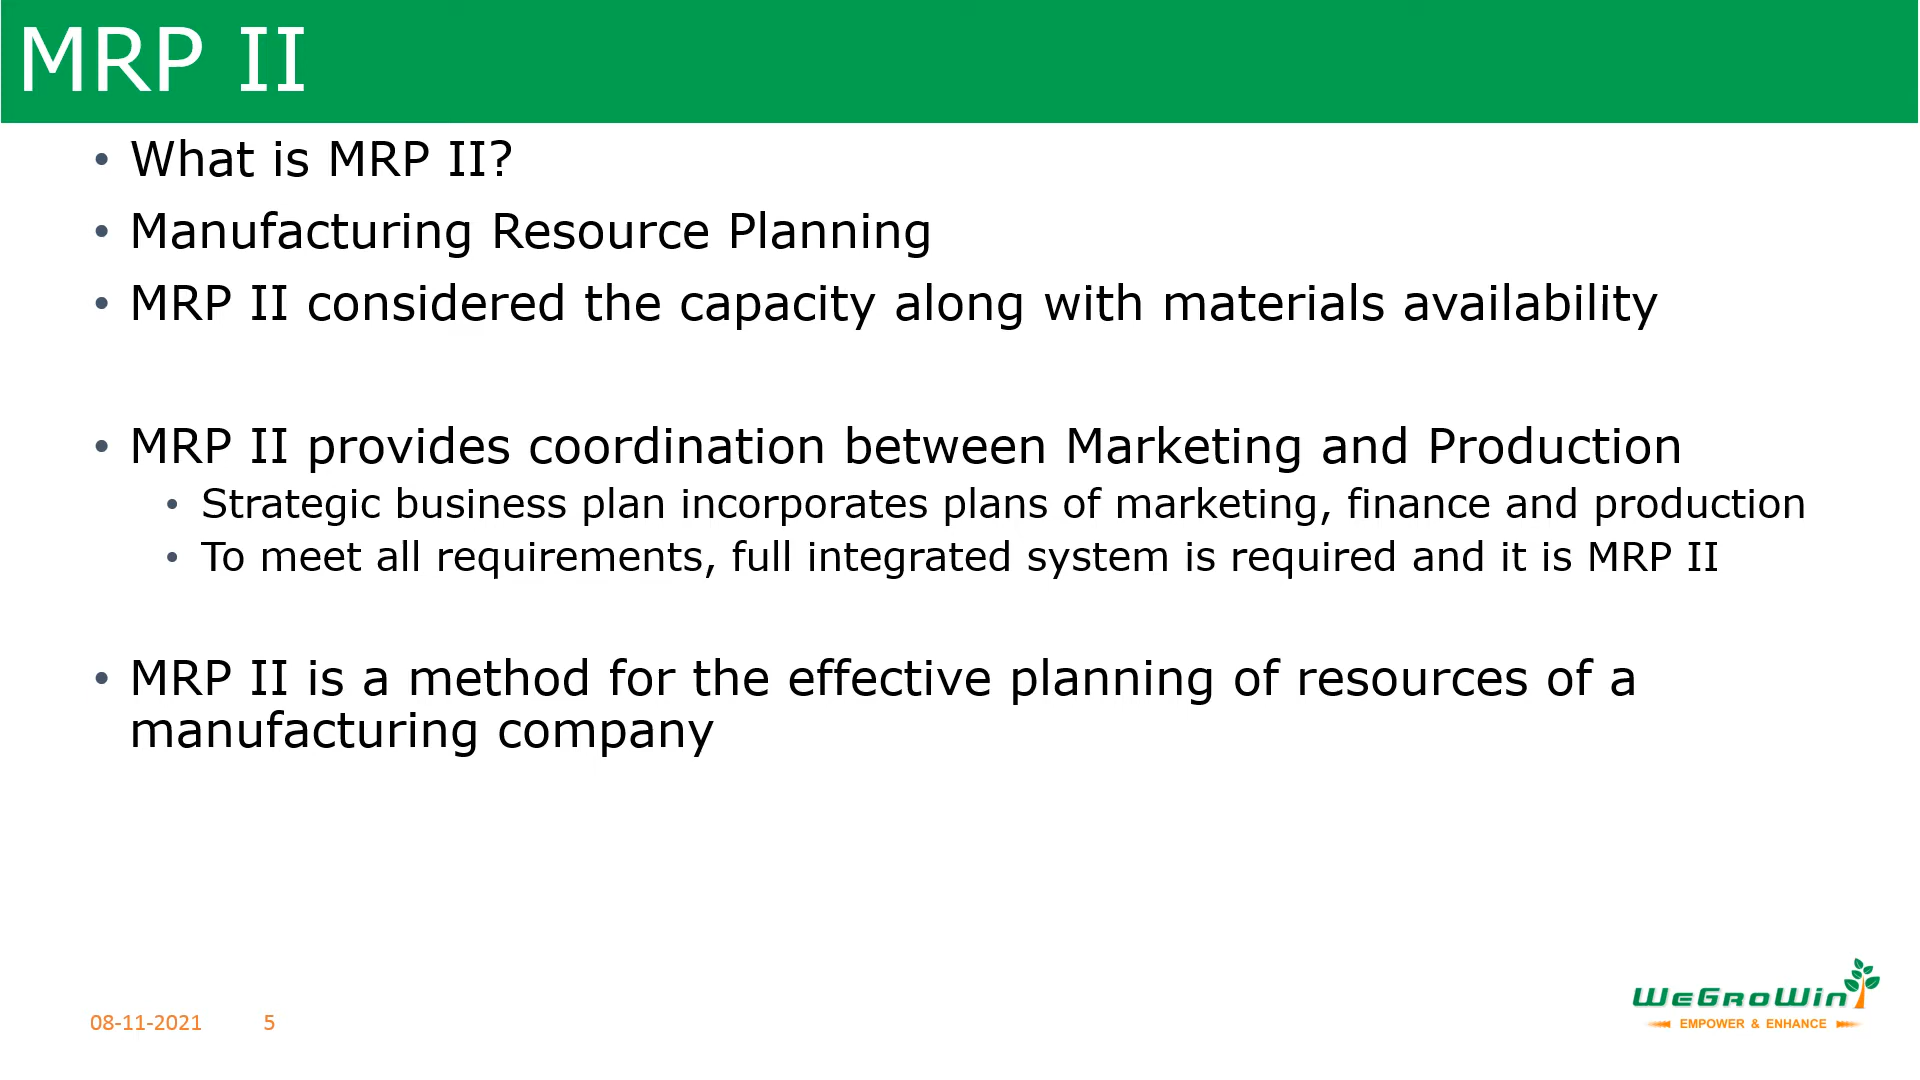 MRP II
• What is MRP II?
• Manufacturing Resource Planning
• MRP II considered the capacity along with materials availability
• MRP II provides coordination between Marketing and Production
• Strategic business plan incorporates plans of marketing, finance and production
• To meet all requirements, full integrated system is required and it is MRP II
• MRP II is a method for the effective planning of resources of a
manufacturing company
08-11-2021 5
WeGroWin
EMPOWER & ENHANCE